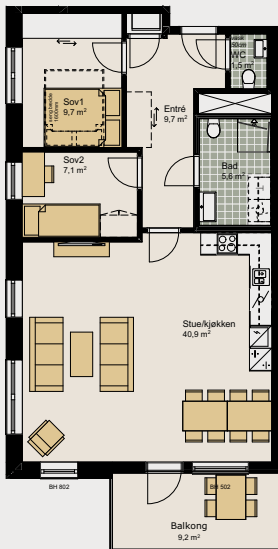 WC
1,5 m²
Sov1
9,7 m²
Entré
9,7 m²
Sov2
7,1 m²
Bad
5,6 m²
Stue/kjøkken
40,9 m²
BH 802
BH 502
Balkong
9,2 m²